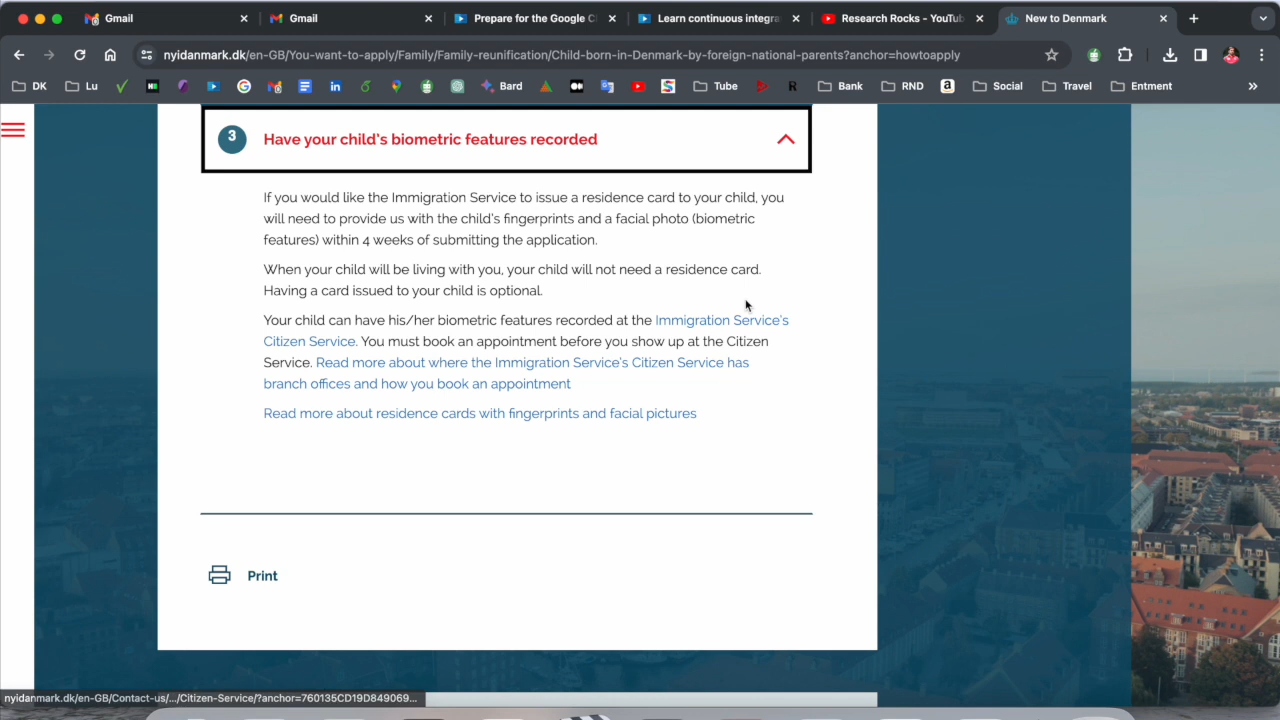 Gmail
Gmail
Prepare for the Google C
Learn continuous integra
Research Rocks - YouTub
New to Denmark
nyidanmark.dk/en-GB/You-want-to-apply/Family/Family-reunification/Child-born-in-Denmark-by-foreign-national-parents?anchor=howtoapply
DK
Lu
Bard
Tube
R
Bank
RND
Social
Travel
Entment
3
Have your child's biometric features recorded
If you would like the Immigration Service to issue a residence card to your child, you
will need to provide us with the child's fingerprints and a facial photo (biometric
features) within 4 weeks of submitting the application.
When your child will be living with you, your child will not need a residence card.
Having a card issued to your child is optional.
Your child can have his/her biometric features recorded at the Immigration Service's
Citizen Service. You must book an appointment before you show up at the Citizen
Service. Read more about where the Immigration Service's Citizen Service has
branch offices and how you book an appointment
Read more about residence cards with fingerprints and facial pictures
Print
nyidanmark.dk/en-GB/Contact-us/.../Citizen-Service/?anchor=760135CD19D849069...